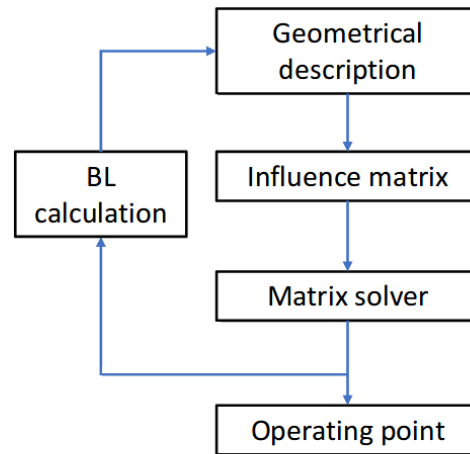 Geometrical
description
BL
calculation
Influence matrix
Matrix solver
Operating point